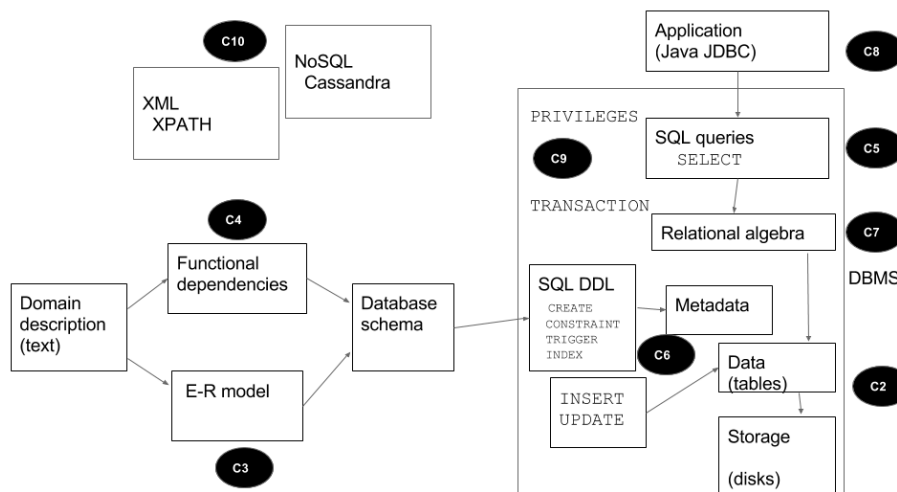 C10
NoSQL
Cassandra
XML
XPATH
Application
(Java JDBC)
C8
PRIVILEGES
SQL queries
SELECT
C5
C9
TRANSACTION
Relational algebra
C7
DBMS
C4
Functional
dependencies
Domain
description
(text)
Database
schema
E-R model
C3
SQL DDL
CREATE
CONSTRAINT
TRIGGER
INDEX
Metadata
C6
Data
(tables)
C2
INSERT
UPDATE
Storage
(disks)